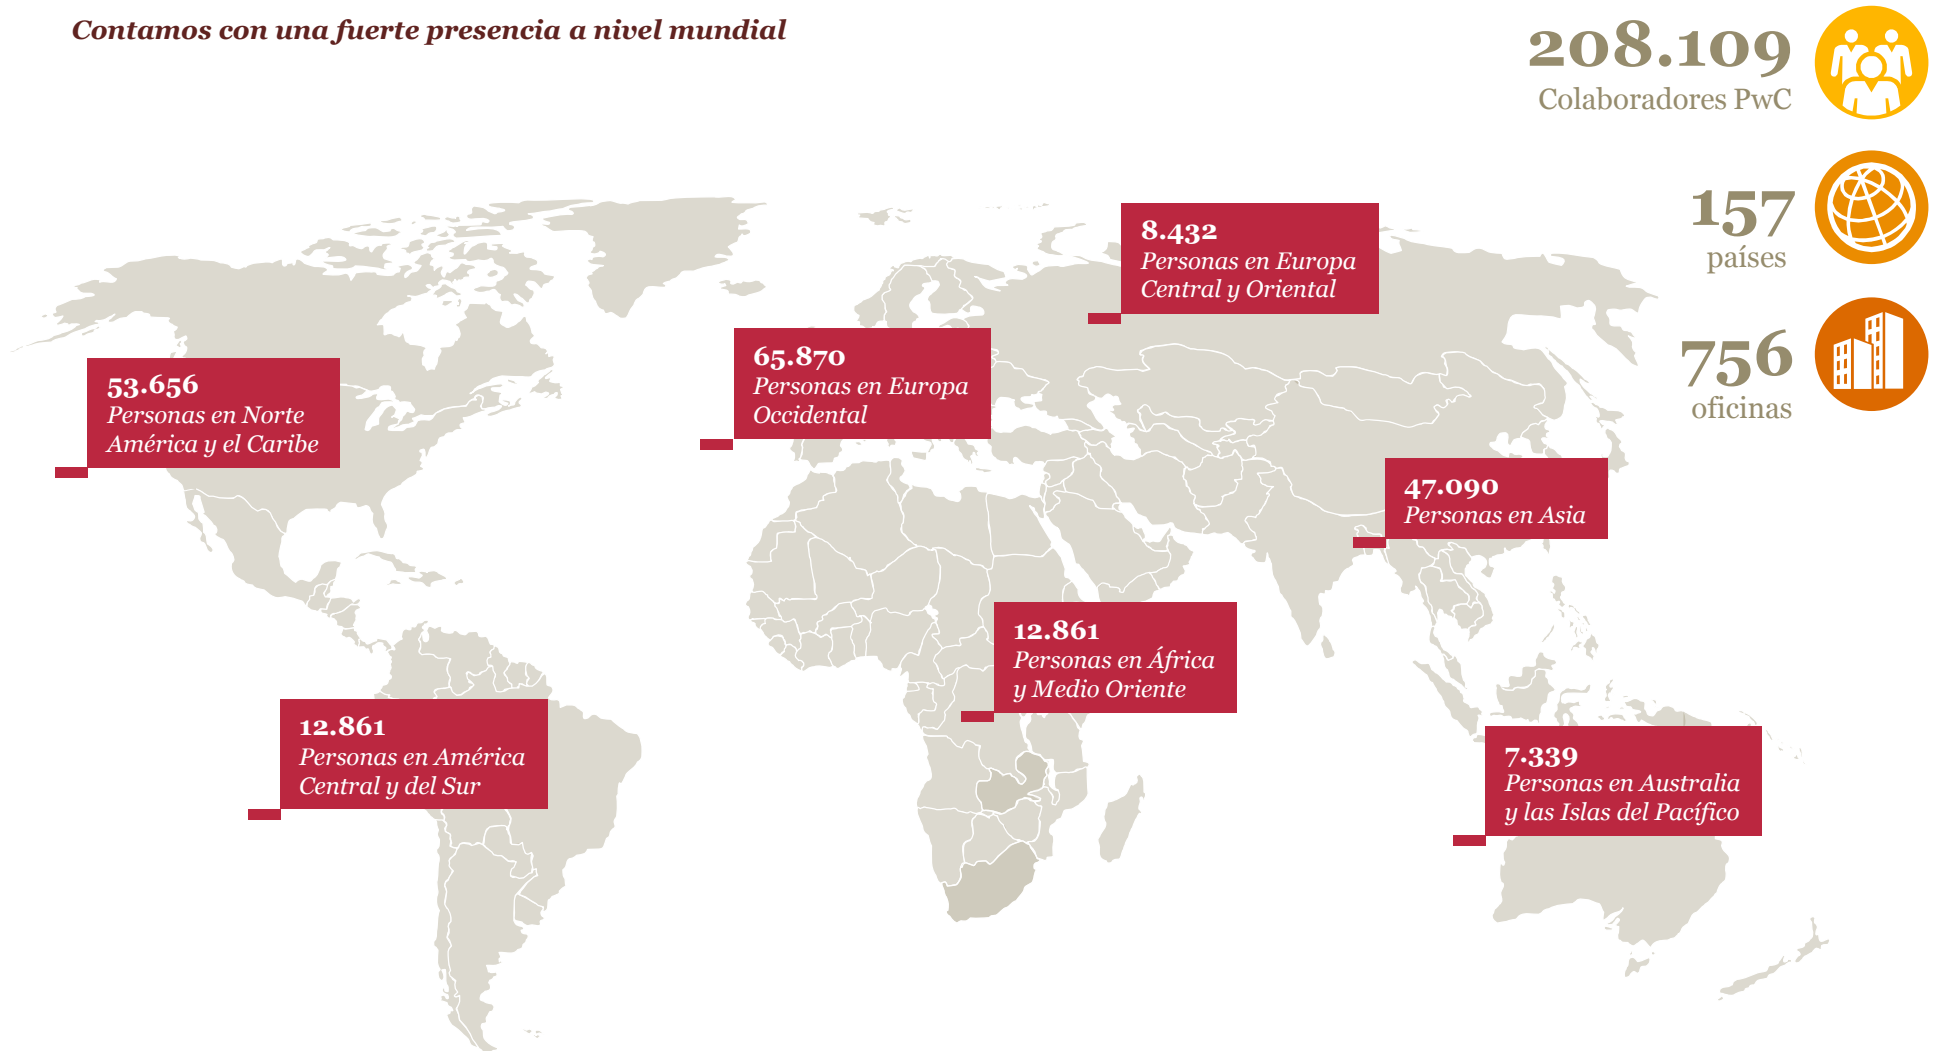 Contamos con una fuerte presencia a nivel mundial
208.109
Colaboradores PwC
157
países
756
oficinas
8.432
Personas en Europa
Central y Oriental
65.870
Personas en Europa
Occidental
53.656
Personas en Norte
América y el Caribe
47.090
Personas en Asia
12.861
Personas en África
y Medio Oriente
12.861
Personas en América
Central y del Sur
7.339
Personas en Australia
y las Islas del Pacífico